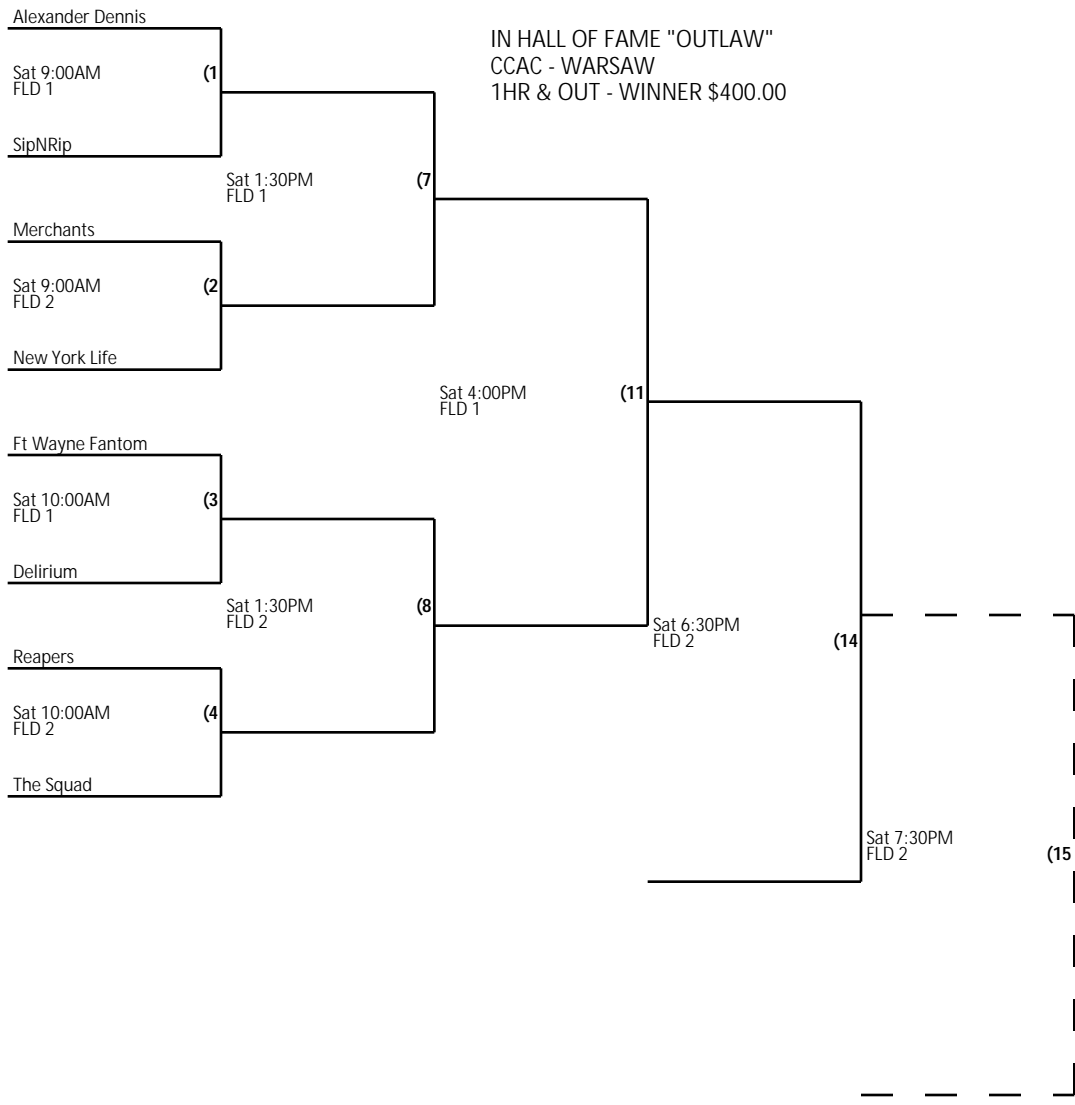 Alexander Dennis
IN HALL OF FAME "OUTLAW"
CCAC - WARSAW
1HR & OUT - WINNER $400.00
Sat 9:00AM
FLD 1
(1
SipNRip
Sat 1:30PM
FLD 1
(7
Merchants
Sat 9:00AM
FLD 2
(2
New York Life
Sat 4:00PM
FLD 1
(11
Ft Wayne Fantom
Sat 10:00AM
FLD 1
(3
Delirium
Sat 1:30PM
FLD 2
(8
Sat 6:30PM
FLD 2
(14
Reapers
Sat 10:00AM
FLD 2
(4
The Squad
Sat 7:30PM
FLD 2
(15